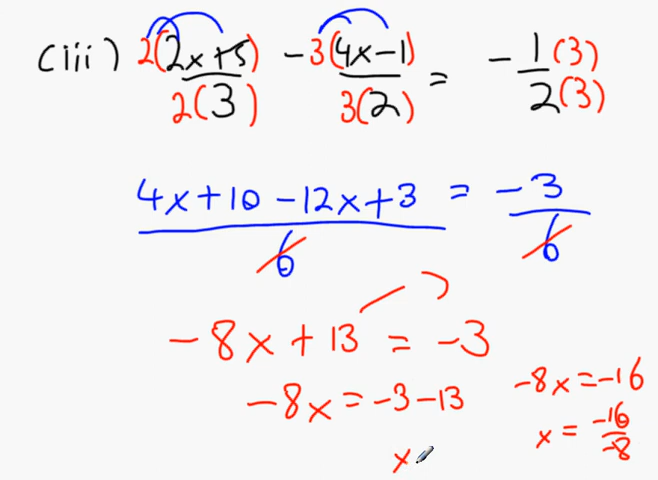 (iii) 2(2x+5) -3(4x-1) = -1(3)
2(3) 3(2) 2(3)
4x+10-12x+3 = -3
6 6
-8x+13 = -3
-8x=-3-13
x
-8x=-16
x = -16
-8